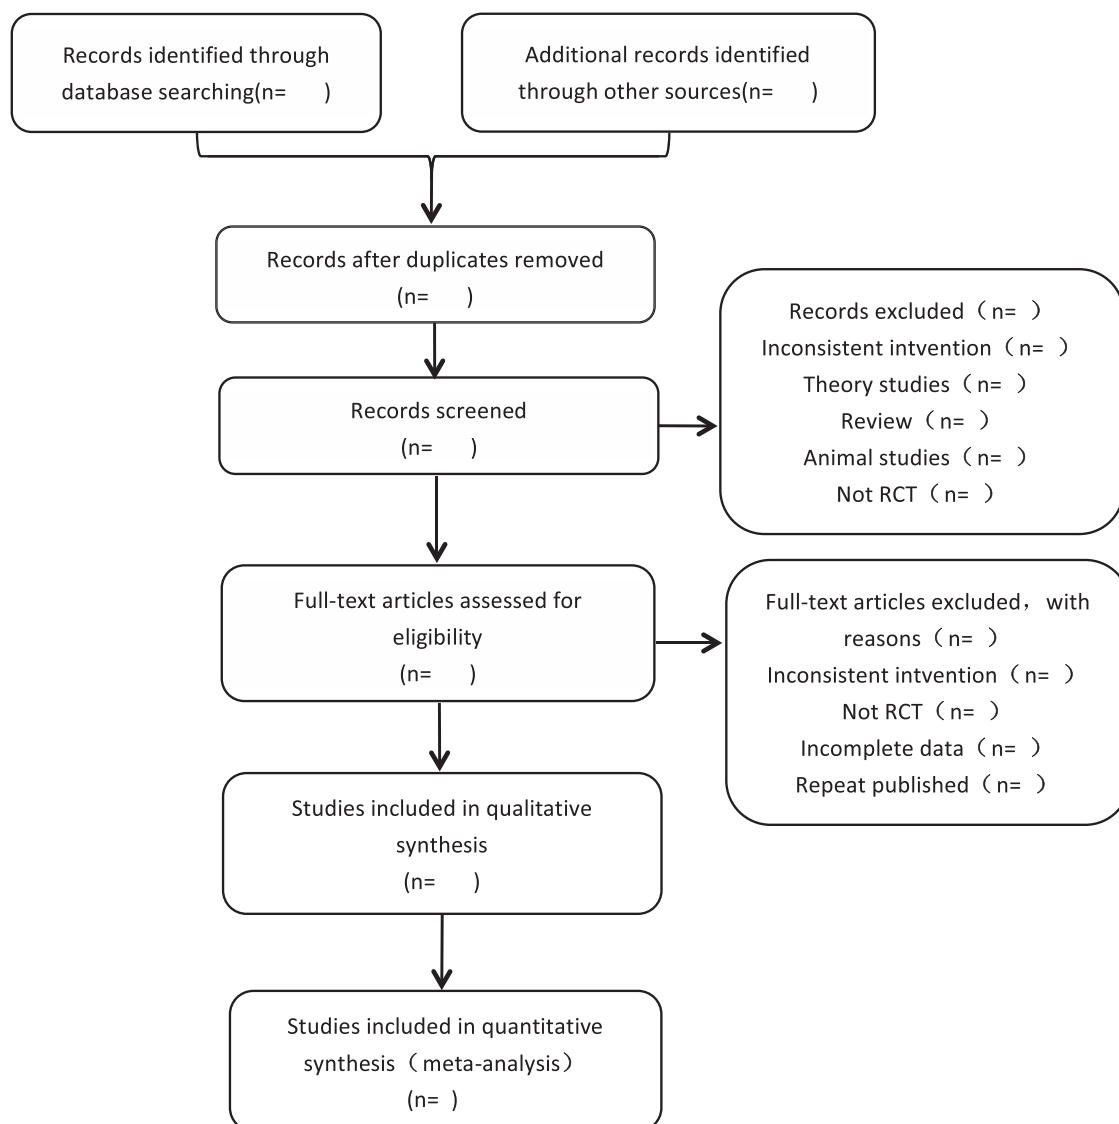 Records identified through
database searching(n=      )
Additional records identified
through other sources(n=      )
Records after duplicates removed
(n=      )
Records screened
(n=      )
Records excluded（n=  ）
Inconsistent intvention（n=  ）
Theory studies（n=  ）
Review（n=  ）
Animal studies（n=  ）
Not RCT（n=  ）
Full-text articles assessed for
eligibility
(n=      )
Full-text articles excluded，with
reasons（n=  ）
Inconsistent intvention（n=  ）
Not RCT（n=  ）
Incomplete data（n=  ）
Repeat published（n=  ）
Studies included in qualitative
synthesis
(n=      )
Studies included in quantitative
synthesis（meta-analysis）
(n=  )